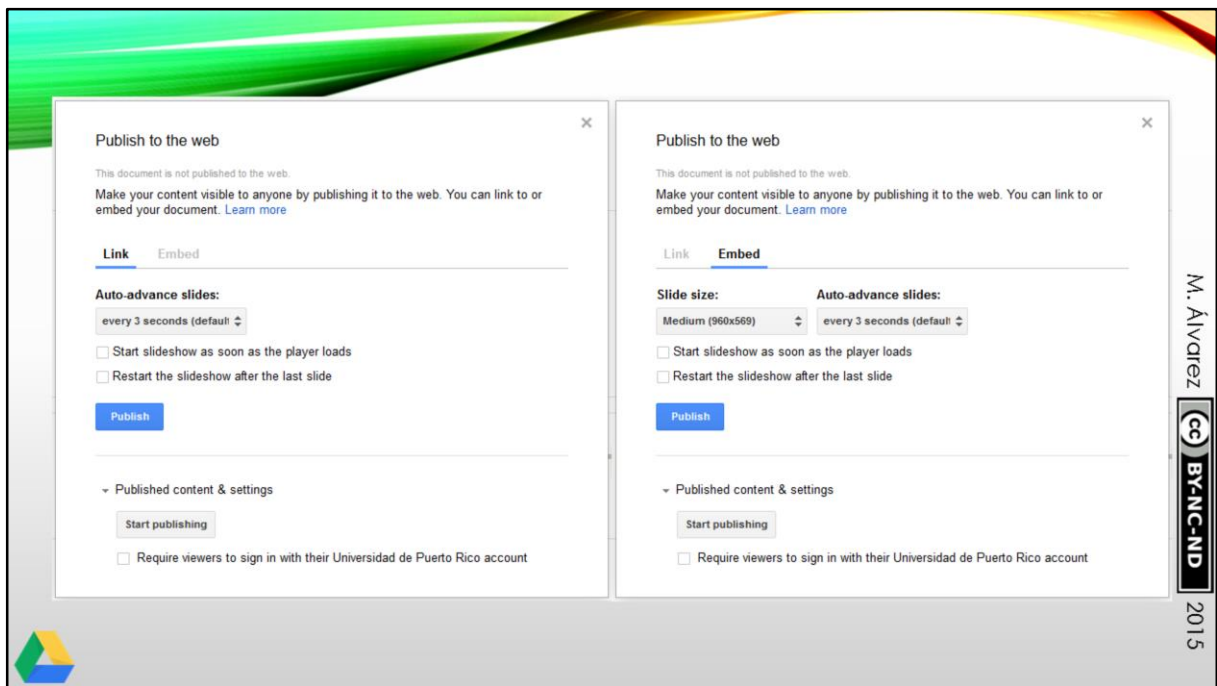 Publish to the web
This document is not published to the web.
Make your content visible to anyone by publishing it to the web. You can link to or
embed your document. Learn more
Link Embed
Auto-advance slides:
every 3 seconds (default
Start slideshow as soon as the player loads
Restart the slideshow after the last slide
Publish
Published content & settings
Start publishing
Require viewers to sign in with their Universidad de Puerto Rico account
Publish to the web
This document is not published to the web.
Make your content visible to anyone by publishing it to the web. You can link to or
embed your document. Learn more
Link Embed
Slide size: Auto-advance slides:
Medium (960x569) every 3 seconds (default
Start slideshow as soon as the player loads
Restart the slideshow after the last slide
Publish
Published content & settings
Start publishing
Require viewers to sign in with their Universidad de Puerto Rico account
M. Álvarez cc BY-NC-ND 2015